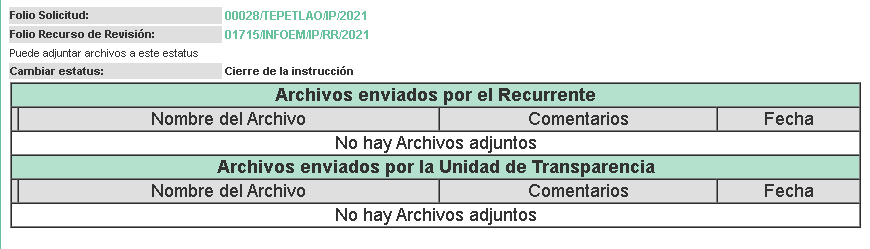 Folio Solicitud: 00028/TEPETLAO/IP/2021
Folio Recurso de Revisión: 01715/INFOEM/IP/RR/2021
Puede adjuntar archivos a este estatus
Cambiar estatus: Cierre de la instrucción
Archivos enviados por el Recurrente
Nombre del Archivo Comentarios Fecha
No hay Archivos adjuntos
Archivos enviados por la Unidad de Transparencia
Nombre del Archivo Comentarios Fecha
No hay Archivos adjuntos